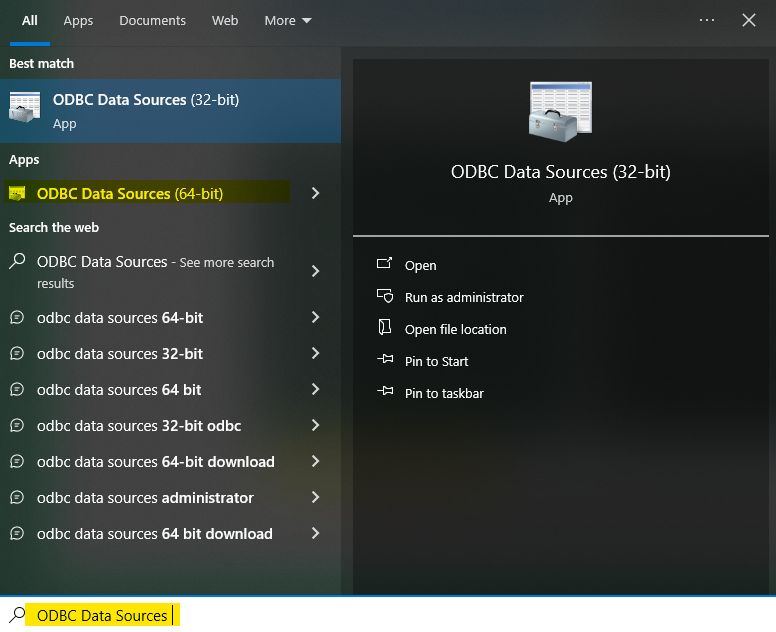 All Apps Documents Web More
Best match
ODBC Data Sources (32-bit)
App
Apps
ODBC Data Sources (64-bit)
Search the web
ODBC Data Sources - See more search
results
odbc data sources 64-bit
odbc data sources 32-bit
odbc data sources 64 bit
odbc data sources 32-bit odbc
odbc data sources 64-bit download
odbc data sources administrator
odbc data sources 64 bit download
ODBC Data Sources (32-bit)
App
Open
Run as administrator
Open file location
Pin to Start
Pin to taskbar
ODBC Data Sources